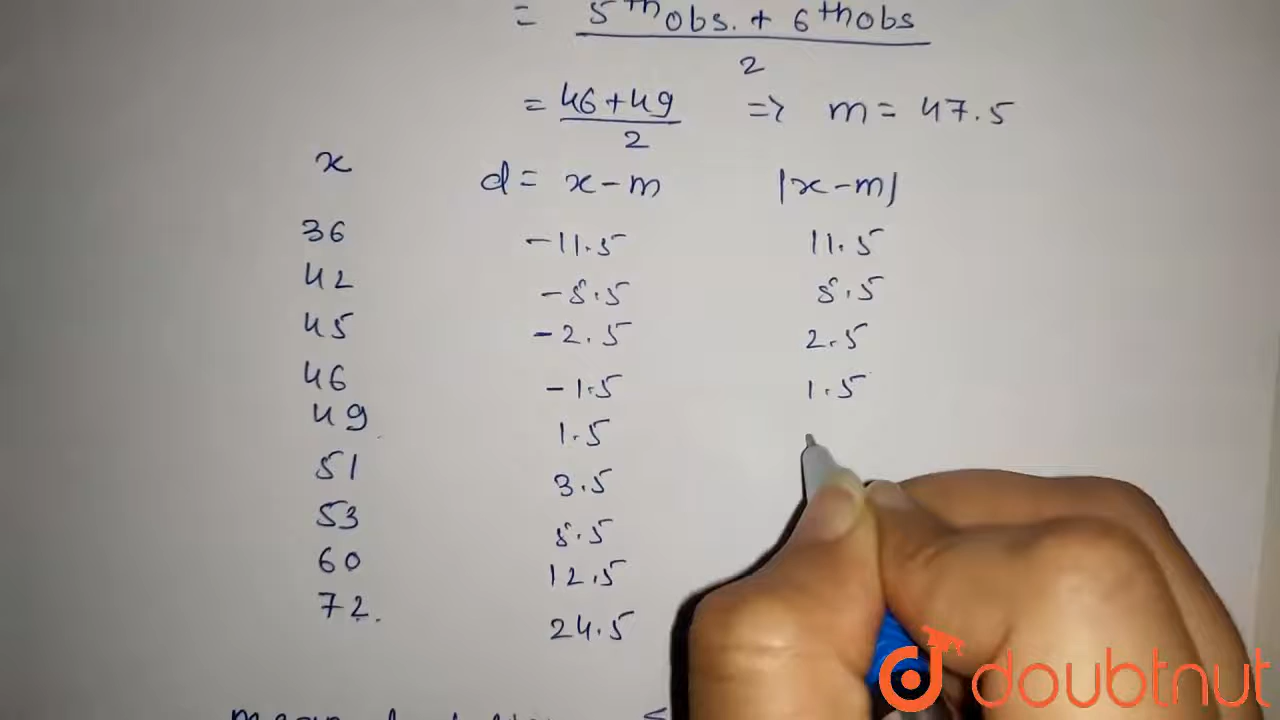 = 5th obs. + 6th obs
2
= 46+49 => m = 47.5
2
x d = x - m |x - m|
36 -11.5 11.5
42 -5.5 5.5
45 -2.5 2.5
46 -1.5 1.5
49 1.5
51 3.5
53 5.5
60 12.5
72. 24.5
doubtnut